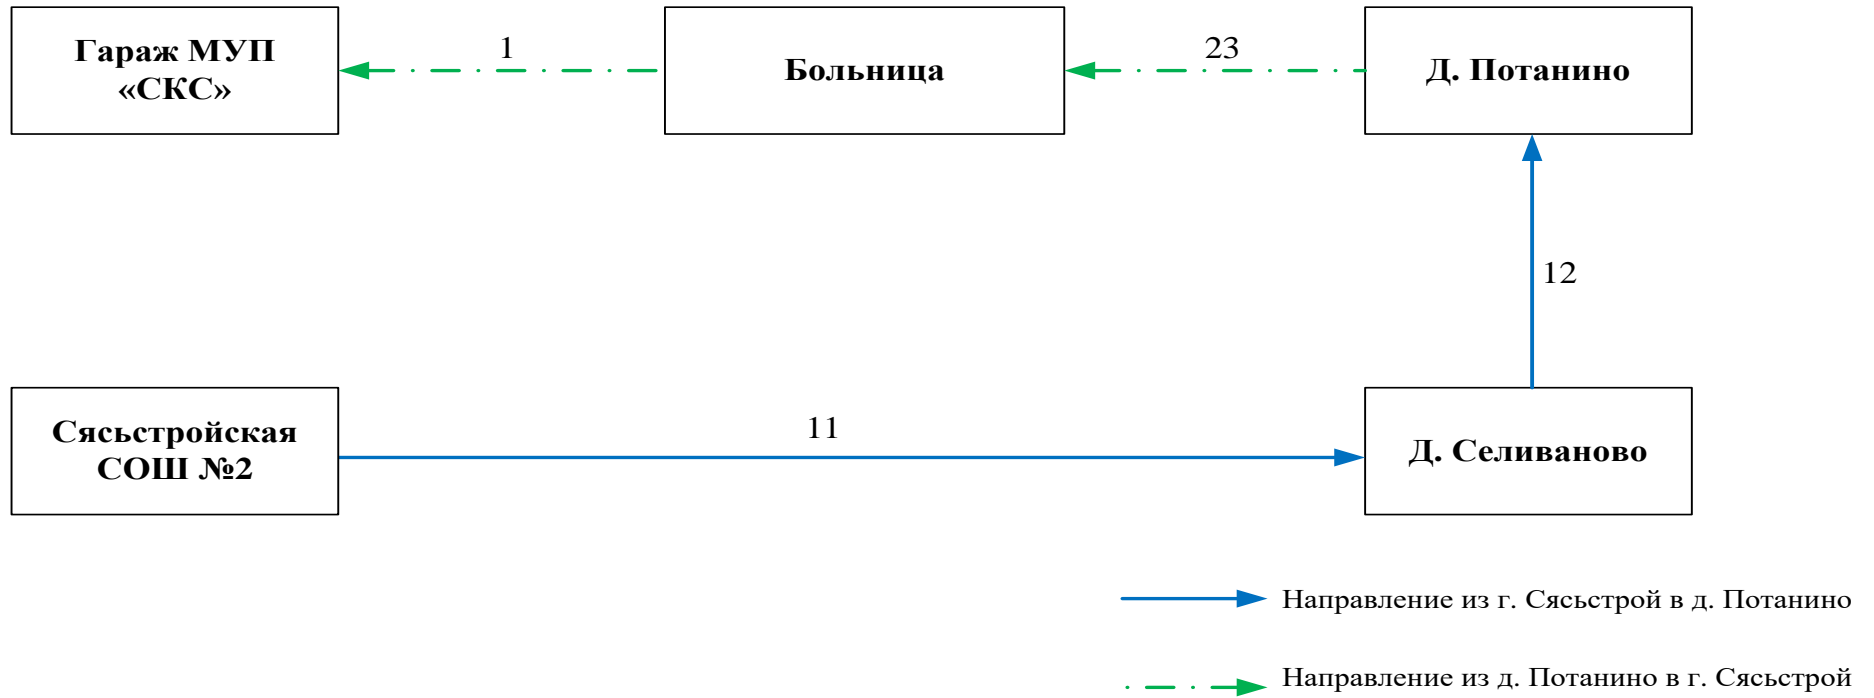 Гараж МУП
«СКС»
1
Больница
23
Д. Потанино
12
Сясьстройская
СОШ №2
11
Д. Селиваново
Направление из г. Сясьстрой в д. Потанино
Направление из д. Потанино в г. Сясьстрой